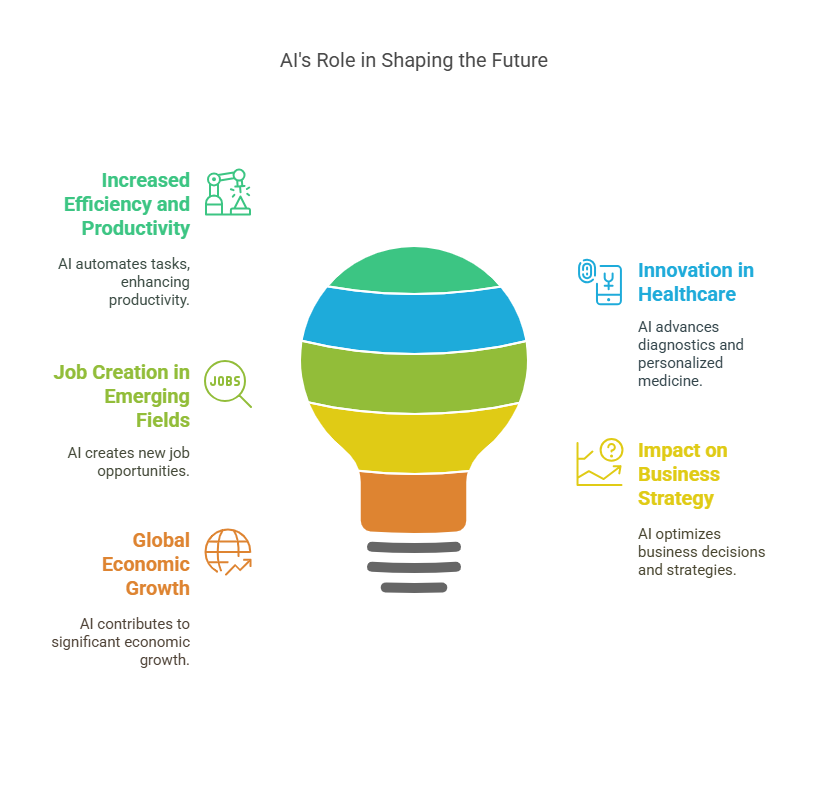 AI's Role in Shaping the Future
Increased
Efficiency and
Productivity
AI automates tasks,
enhancing
productivity.
Innovation in
Healthcare
AI advances
diagnostics and
personalized
medicine.
JOBS
Job Creation in
Emerging
Fields
AI creates new job
opportunities.
?
Impact on
Business
Strategy
AI optimizes
business decisions
and strategies.
Global
Economic
Growth
AI contributes to
significant economic
growth.